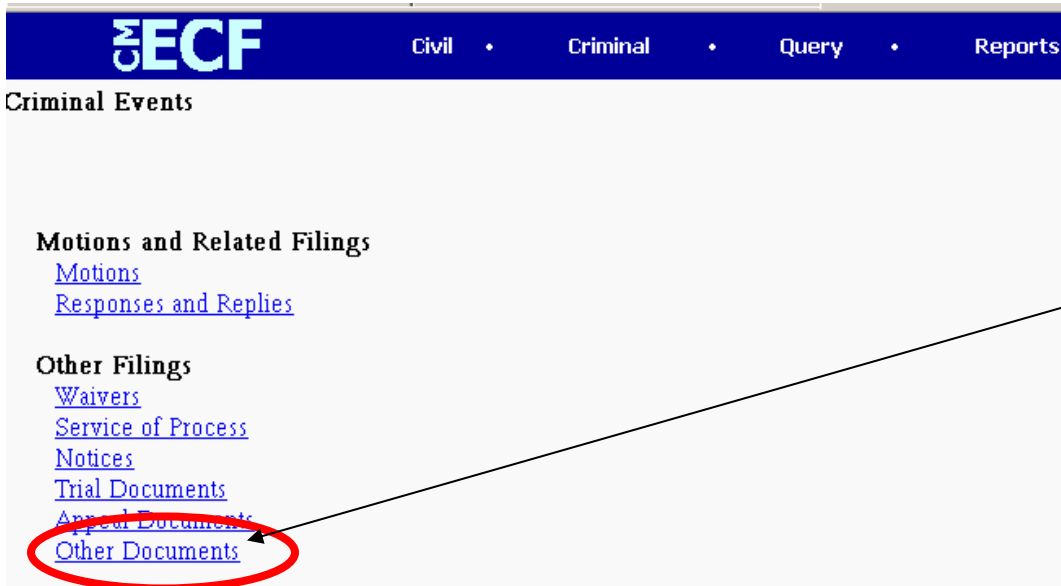 CM ECF Civil • Criminal • Query • Reports
Criminal Events
Motions and Related Filings
Motions
Responses and Replies
Other Filings
Waivers
Service of Process
Notices
Trial Documents
Appeal Documents
Other Documents